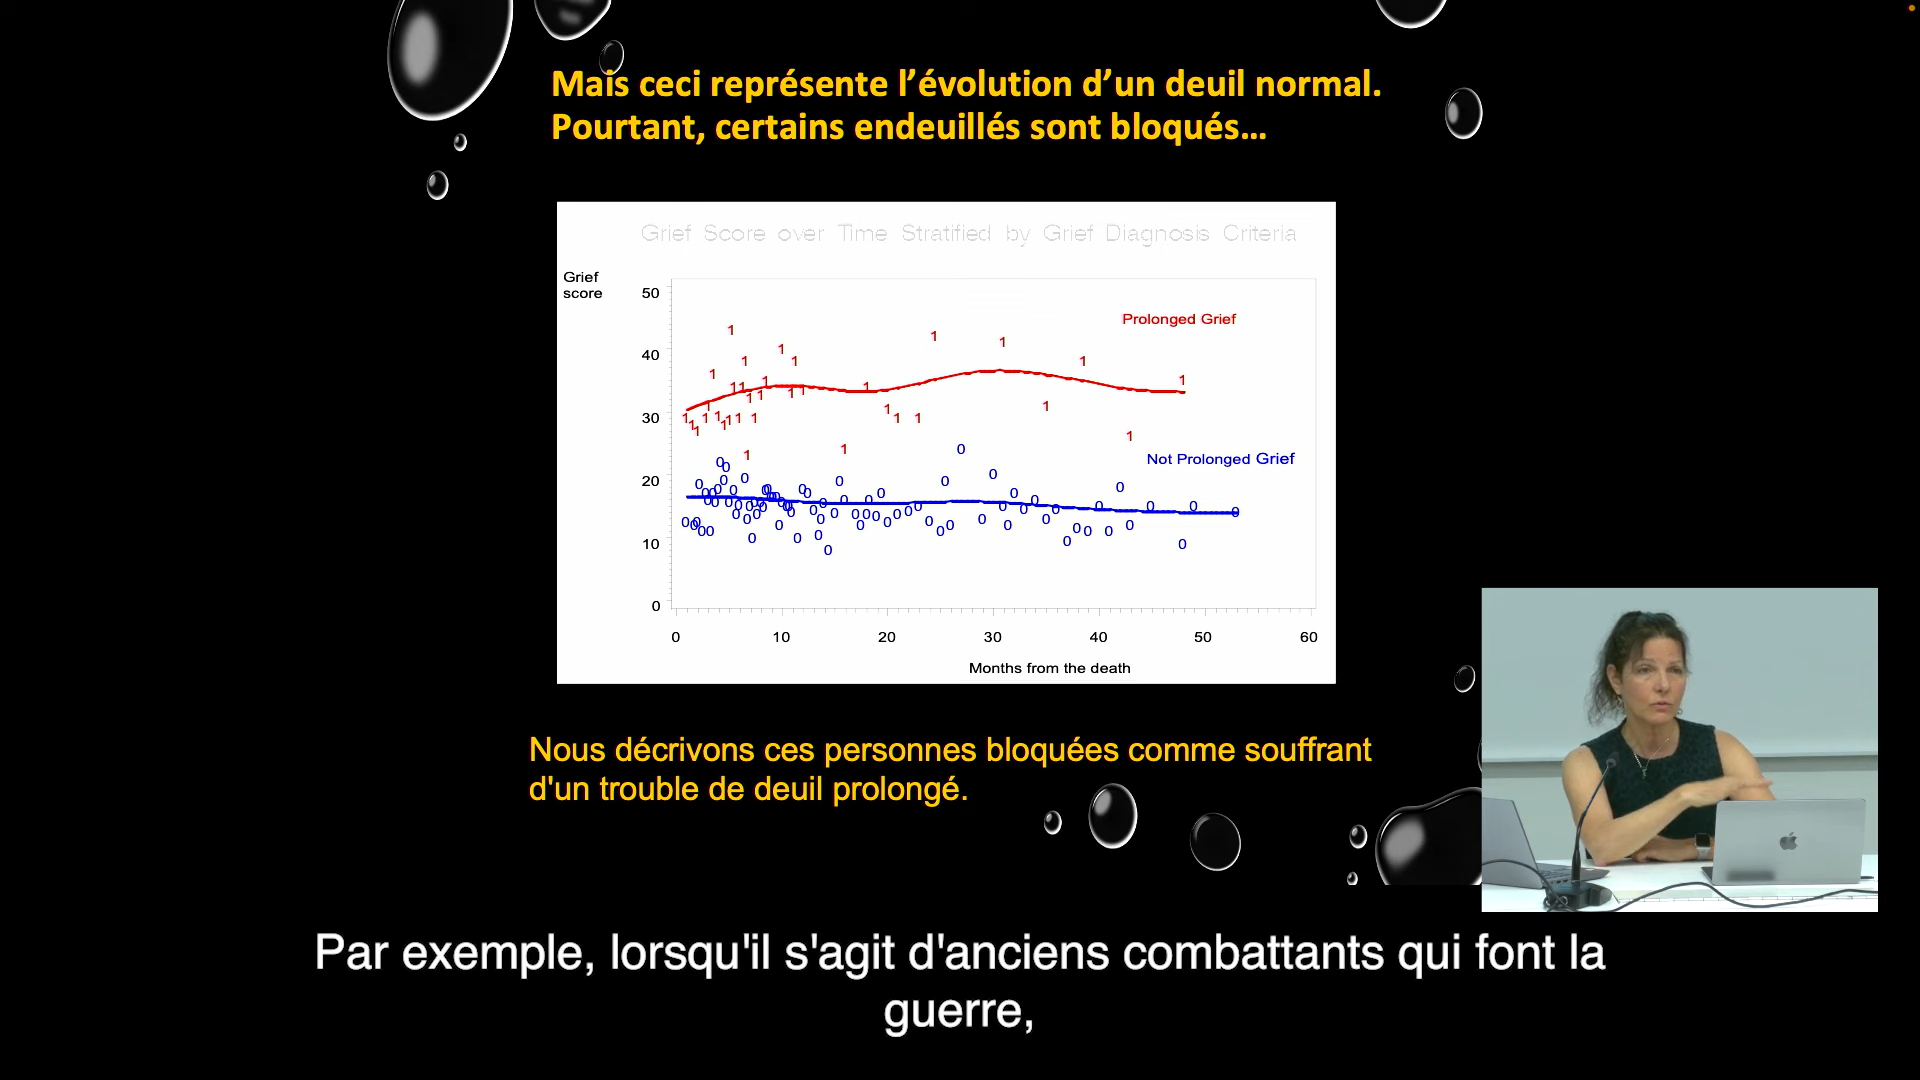 Mais ceci représente l’évolution d’un deuil normal.
Pourtant, certains endeuillés sont bloqués…
Grief Score over Time Stratified by Grief Diagnosis Criteria
Grief
score
50
40
30
20
10
0
Prolonged Grief
Not Prolonged Grief
0 10 20 30 40 50 60
Months from the death
Nous décrivons ces personnes bloquées comme souffrant
d'un trouble de deuil prolongé.
Par exemple, lorsqu'il s'agit d'anciens combattants qui font la
guerre,